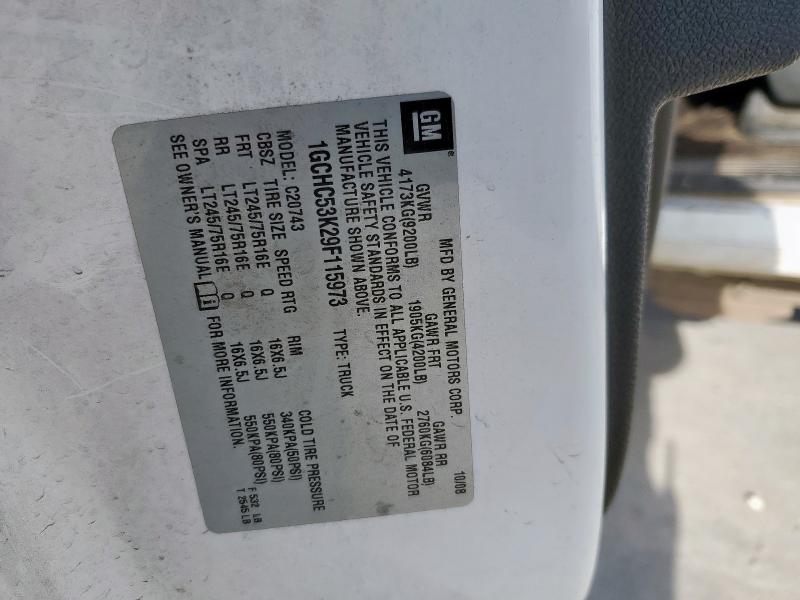 GM®
MFD BY GENERAL MOTORS CORP. 10/08
GVWR GAWR FRT GAWR RR
4173KG(9200LB) 1905KG(4200LB) 2760KG(6084LB)
THIS VEHICLE CONFORMS TO ALL APPLICABLE U.S. FEDERAL MOTOR
VEHICLE SAFETY STANDARDS IN EFFECT ON THE DATE OF
MANUFACTURE SHOWN ABOVE.
1GCHC53K29F115973 TYPE: TRUCK
MODEL: C20743
CBSZ TIRE SIZE SPEED RTG RIM COLD TIRE PRESSURE
FRT LT245/75R16E Q 16X6.5J 340KPA(50PSI)
RR LT245/75R16E Q 16X6.5J 550KPA(80PSI)
SPA LT245/75R16E Q 16X6.5J 550KPA(80PSI)
SEE OWNER'S MANUAL FOR MORE INFORMATION.
F 532 LB
T 2545 LB